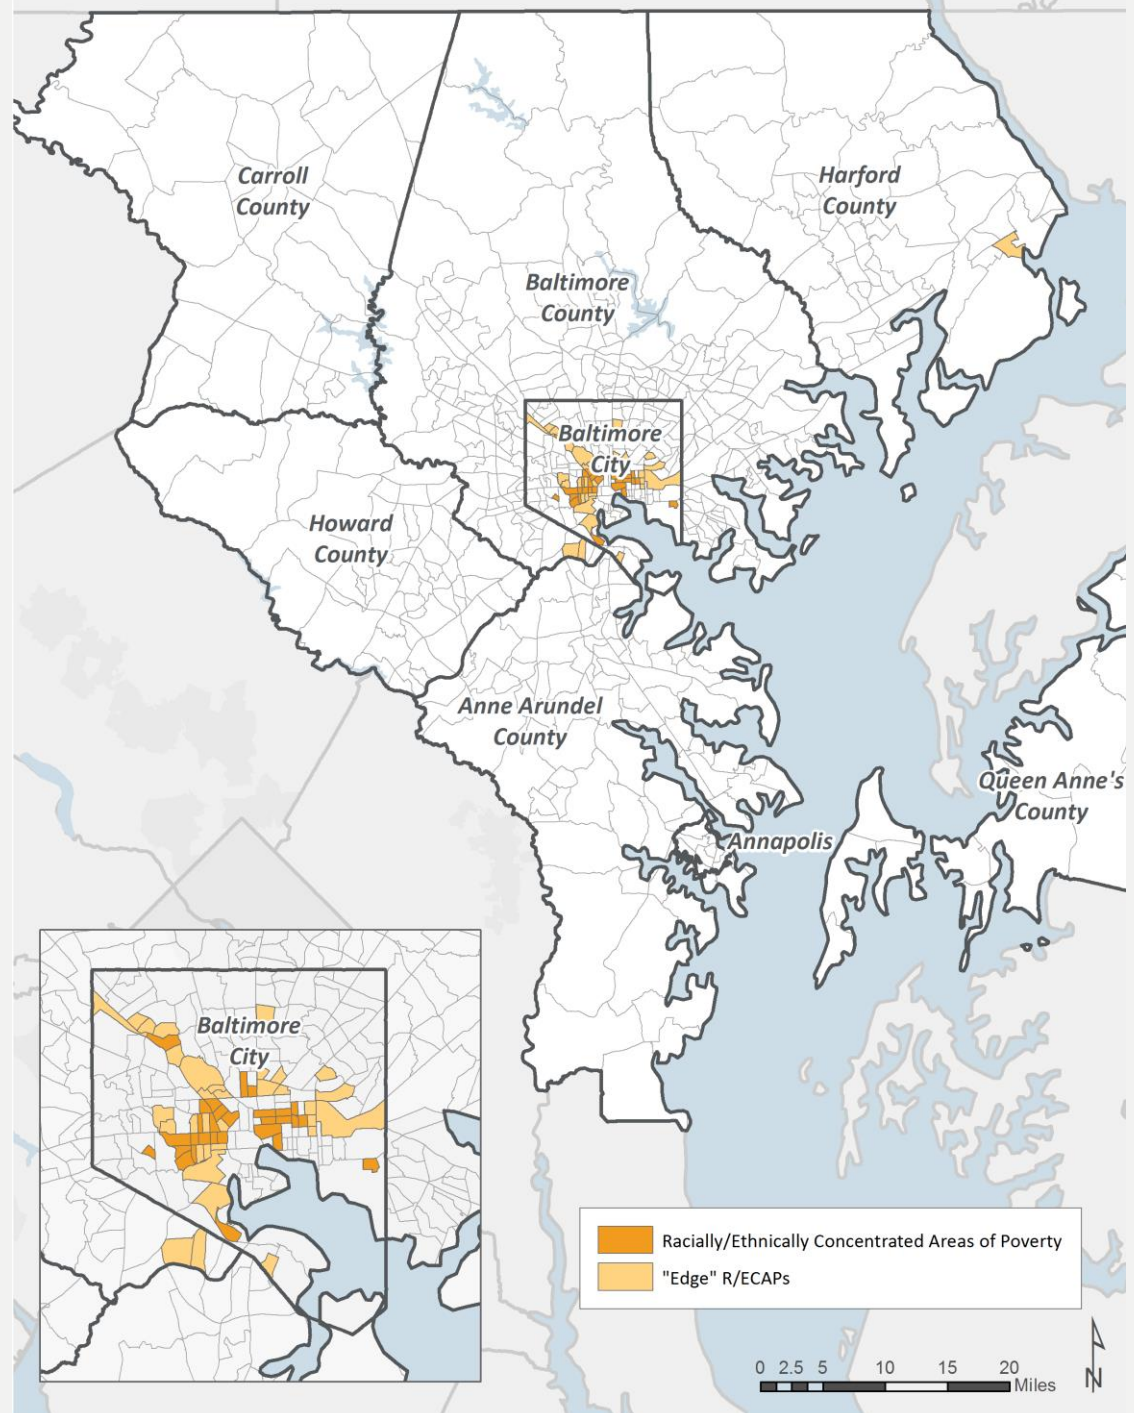 Carroll
County
Harford
County
Baltimore
County
Baltimore
City
Howard
County
Anne Arundel
County
Queen Anne's
County
Annapolis
Baltimore
City
Racially/Ethnically Concentrated Areas of Poverty
"Edge" R/ECAPs
0 2.5 5 10 15 20
Miles
N